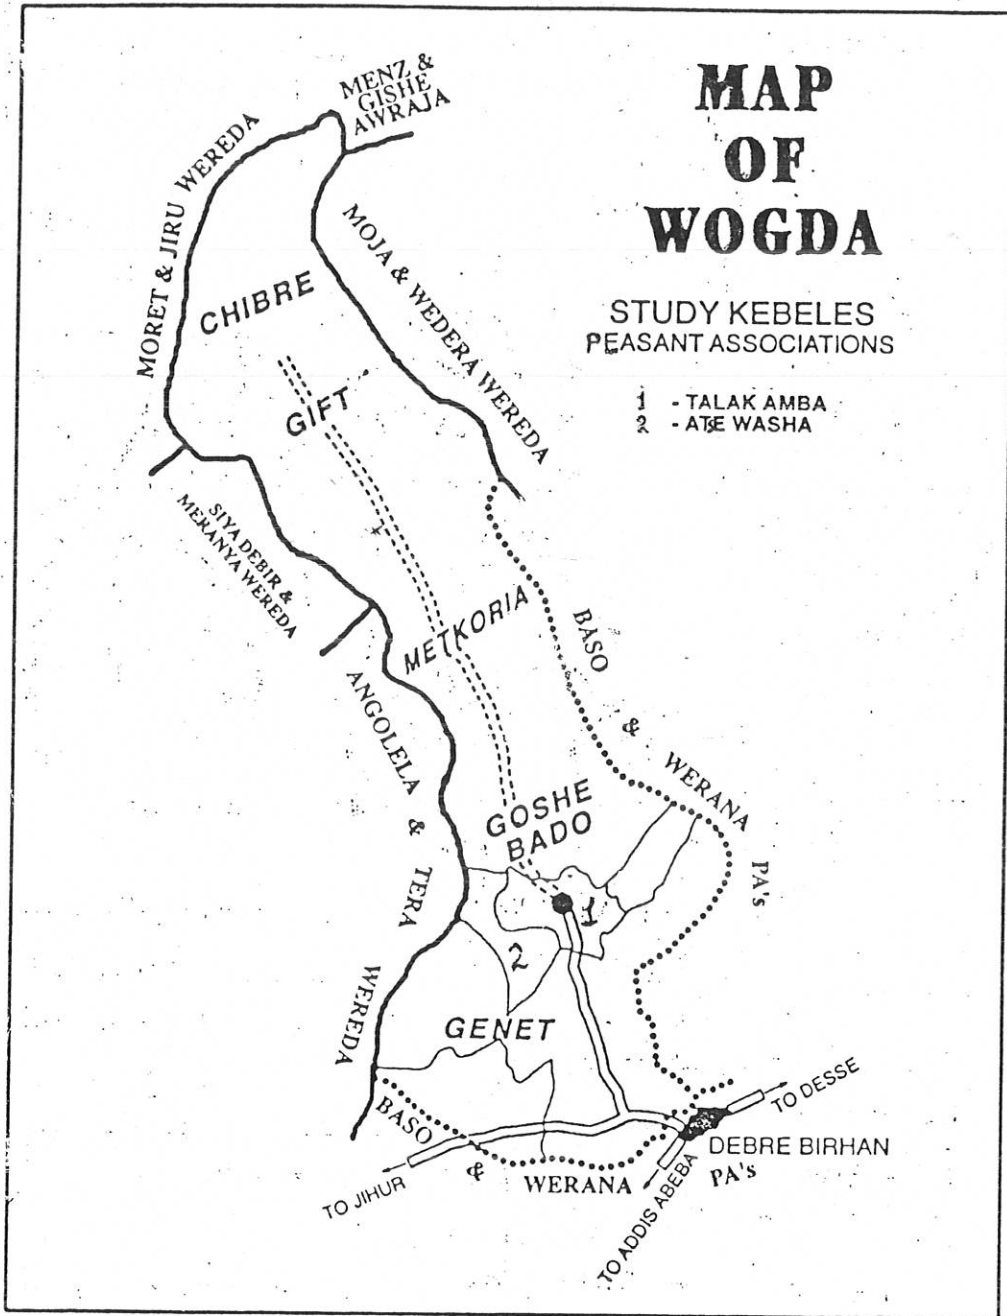 MAP
OF
WOGDA
STUDY KEBELES
PEASANT ASSOCIATIONS
1 - TALAK AMBA
2 - ATE WASHA
MENZ &
GISHE
AWRAJA
MORET & JIRU WEREDA
MOJA & WEDERA WEREDA
CHIBRE
GIFT
SIYA DEBIR &
MERANYA WEREDA
METKORIA
BASO & WERANA PA's
ANGOLELA & TERA WEREDA
GOSHE
BADO
1
2
GENET
TO DESSE
BASO & WERANA PA's
DEBRE BIRHAN
TO JIHUR
TO ADDIS ABEBA